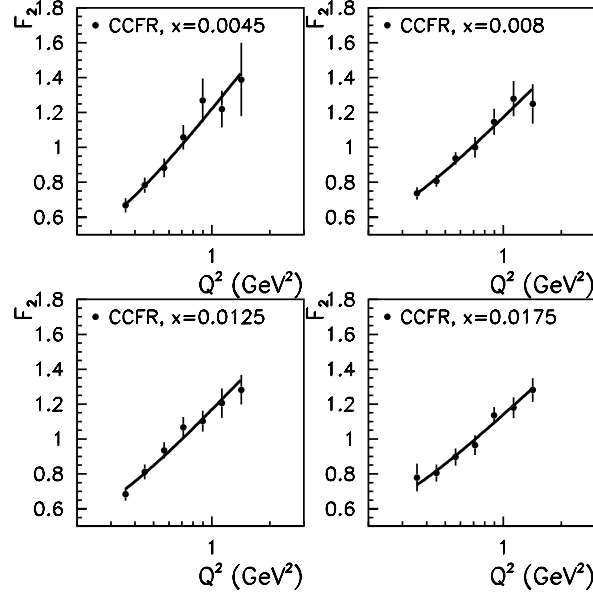 F₂
1.8
CCFR, x=0.0045
1.6
1.4
1.2
1
0.8
0.6
1
Q² (GeV²)
F₂
1.8
CCFR, x=0.008
1.6
1.4
1.2
1
0.8
0.6
1
Q² (GeV²)
F₂
1.8
CCFR, x=0.0125
1.6
1.4
1.2
1
0.8
0.6
1
Q² (GeV²)
F₂
1.8
CCFR, x=0.0175
1.6
1.4
1.2
1
0.8
0.6
1
Q² (GeV²)